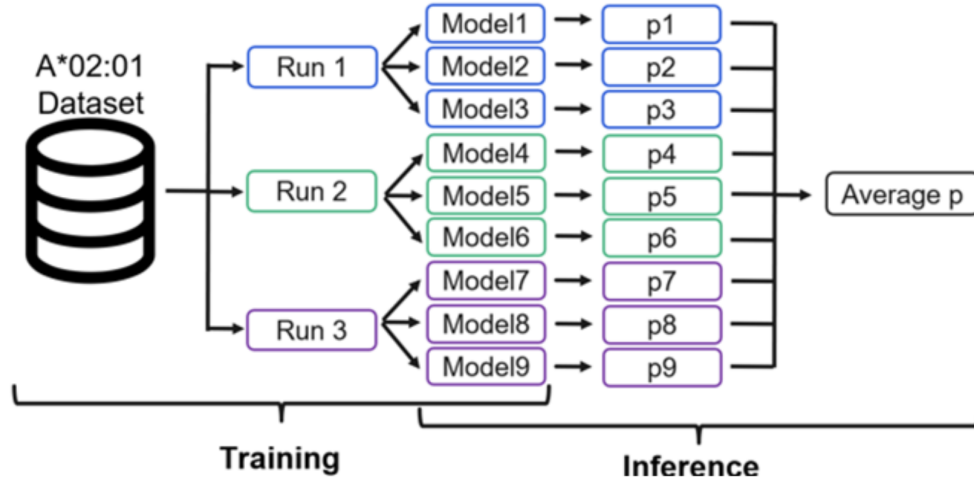 A*02:01
Dataset
Run 1
Run 2
Run 3
Model1
Model2
Model3
Model4
Model5
Model6
Model7
Model8
Model9
p1
p2
p3
p4
p5
p6
p7
p8
p9
Average p
Training
Inference